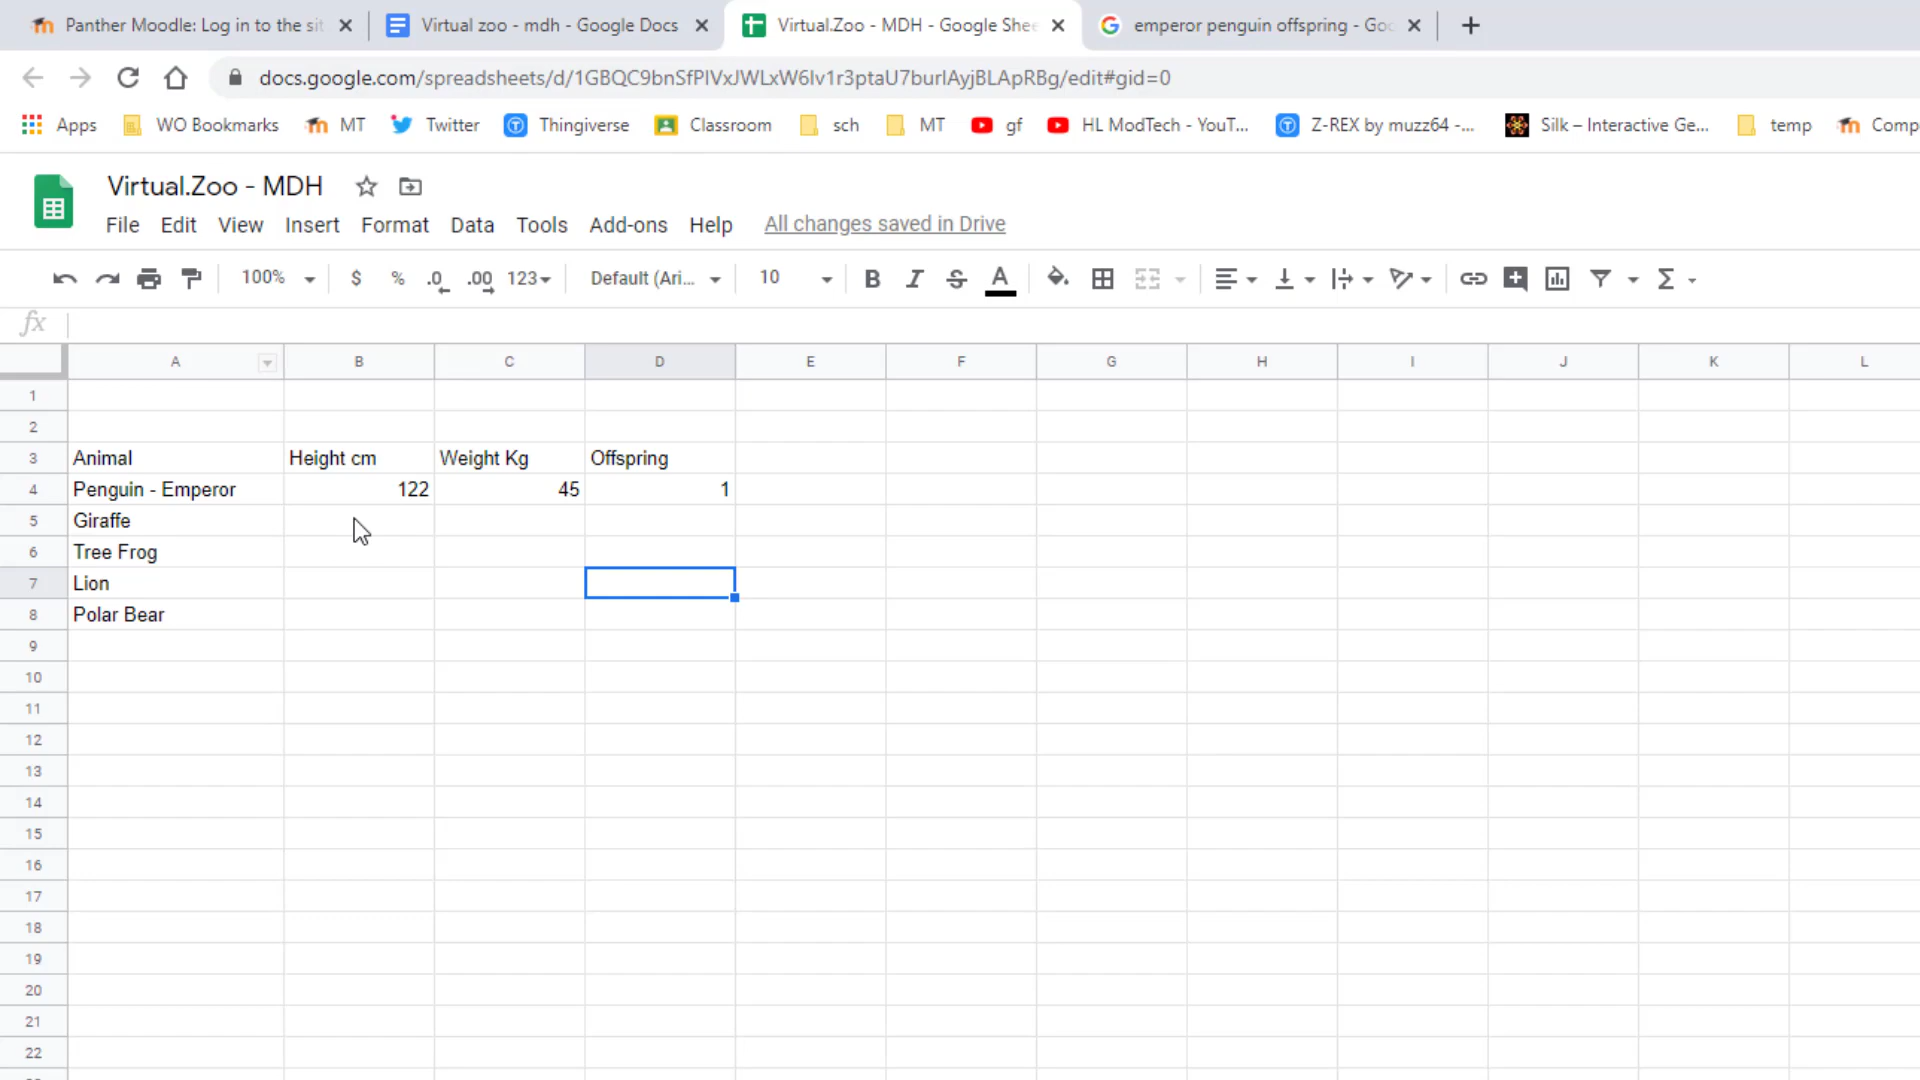 Panther Moodle: Log in to the sit
Virtual zoo - mdh - Google Docs
Virtual.Zoo - MDH - Google Shee
emperor penguin offspring - Goo
docs.google.com/spreadsheets/d/1GBQC9bnSfPIVxJWLxW6Iv1r3ptaU7burlAyjBLApRBg/edit#gid=0
Apps
WO Bookmarks
MT
Twitter
Thingiverse
Classroom
sch
MT
gf
HL ModTech - YouT...
Z-REX by muzz64 -...
Silk – Interactive Ge...
temp
Comp
Virtual.Zoo - MDH
File Edit View Insert Format Data Tools Add-ons Help All changes saved in Drive
100% $ % .0 .00 123 Default (Ari... 10 B I S A Σ
fx
A B C D E F G H I J K L
1
2
3 Animal Height cm Weight Kg Offspring
4 Penguin - Emperor 122 45 1
5 Giraffe
6 Tree Frog
7 Lion
8 Polar Bear
9
10
11
12
13
14
15
16
17
18
19
20
21
22